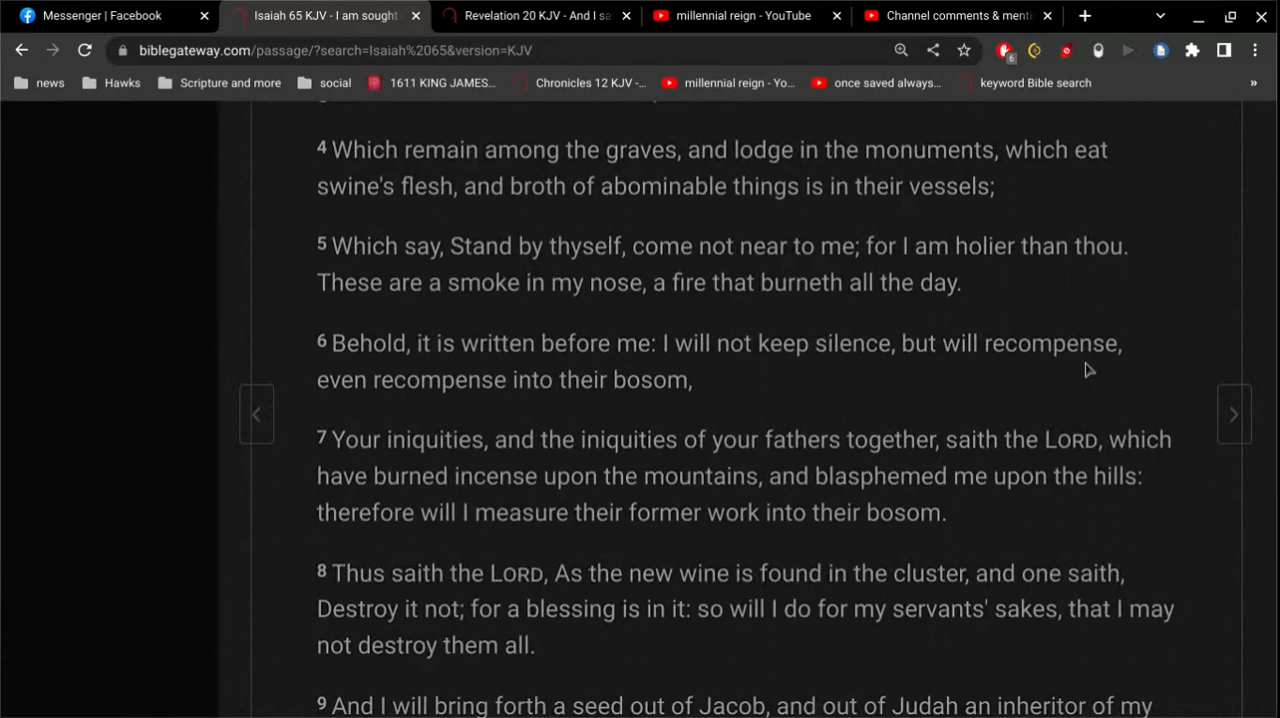 Messenger | Facebook
Isaiah 65 KJV - I am sought
Revelation 20 KJV - And I sa
millennial reign - YouTube
Channel comments & menti
biblegateway.com/passage/?search=Isaiah%2065&version=KJV
6
news
Hawks
Scripture and more
social
1611 KING JAMES...
Chronicles 12 KJV -...
millennial reign - Yo...
once saved always...
keyword Bible search
»
4 Which remain among the graves, and lodge in the monuments, which eat
swine's flesh, and broth of abominable things is in their vessels;
5 Which say, Stand by thyself, come not near to me; for I am holier than thou.
These are a smoke in my nose, a fire that burneth all the day.
6 Behold, it is written before me: I will not keep silence, but will recompense,
even recompense into their bosom,
7 Your iniquities, and the iniquities of your fathers together, saith the LORD, which
have burned incense upon the mountains, and blasphemed me upon the hills:
therefore will I measure their former work into their bosom.
8 Thus saith the LORD, As the new wine is found in the cluster, and one saith,
Destroy it not; for a blessing is in it: so will I do for my servants' sakes, that I may
not destroy them all.
9 And I will bring forth a seed out of Jacob, and out of Judah an inheritor of my